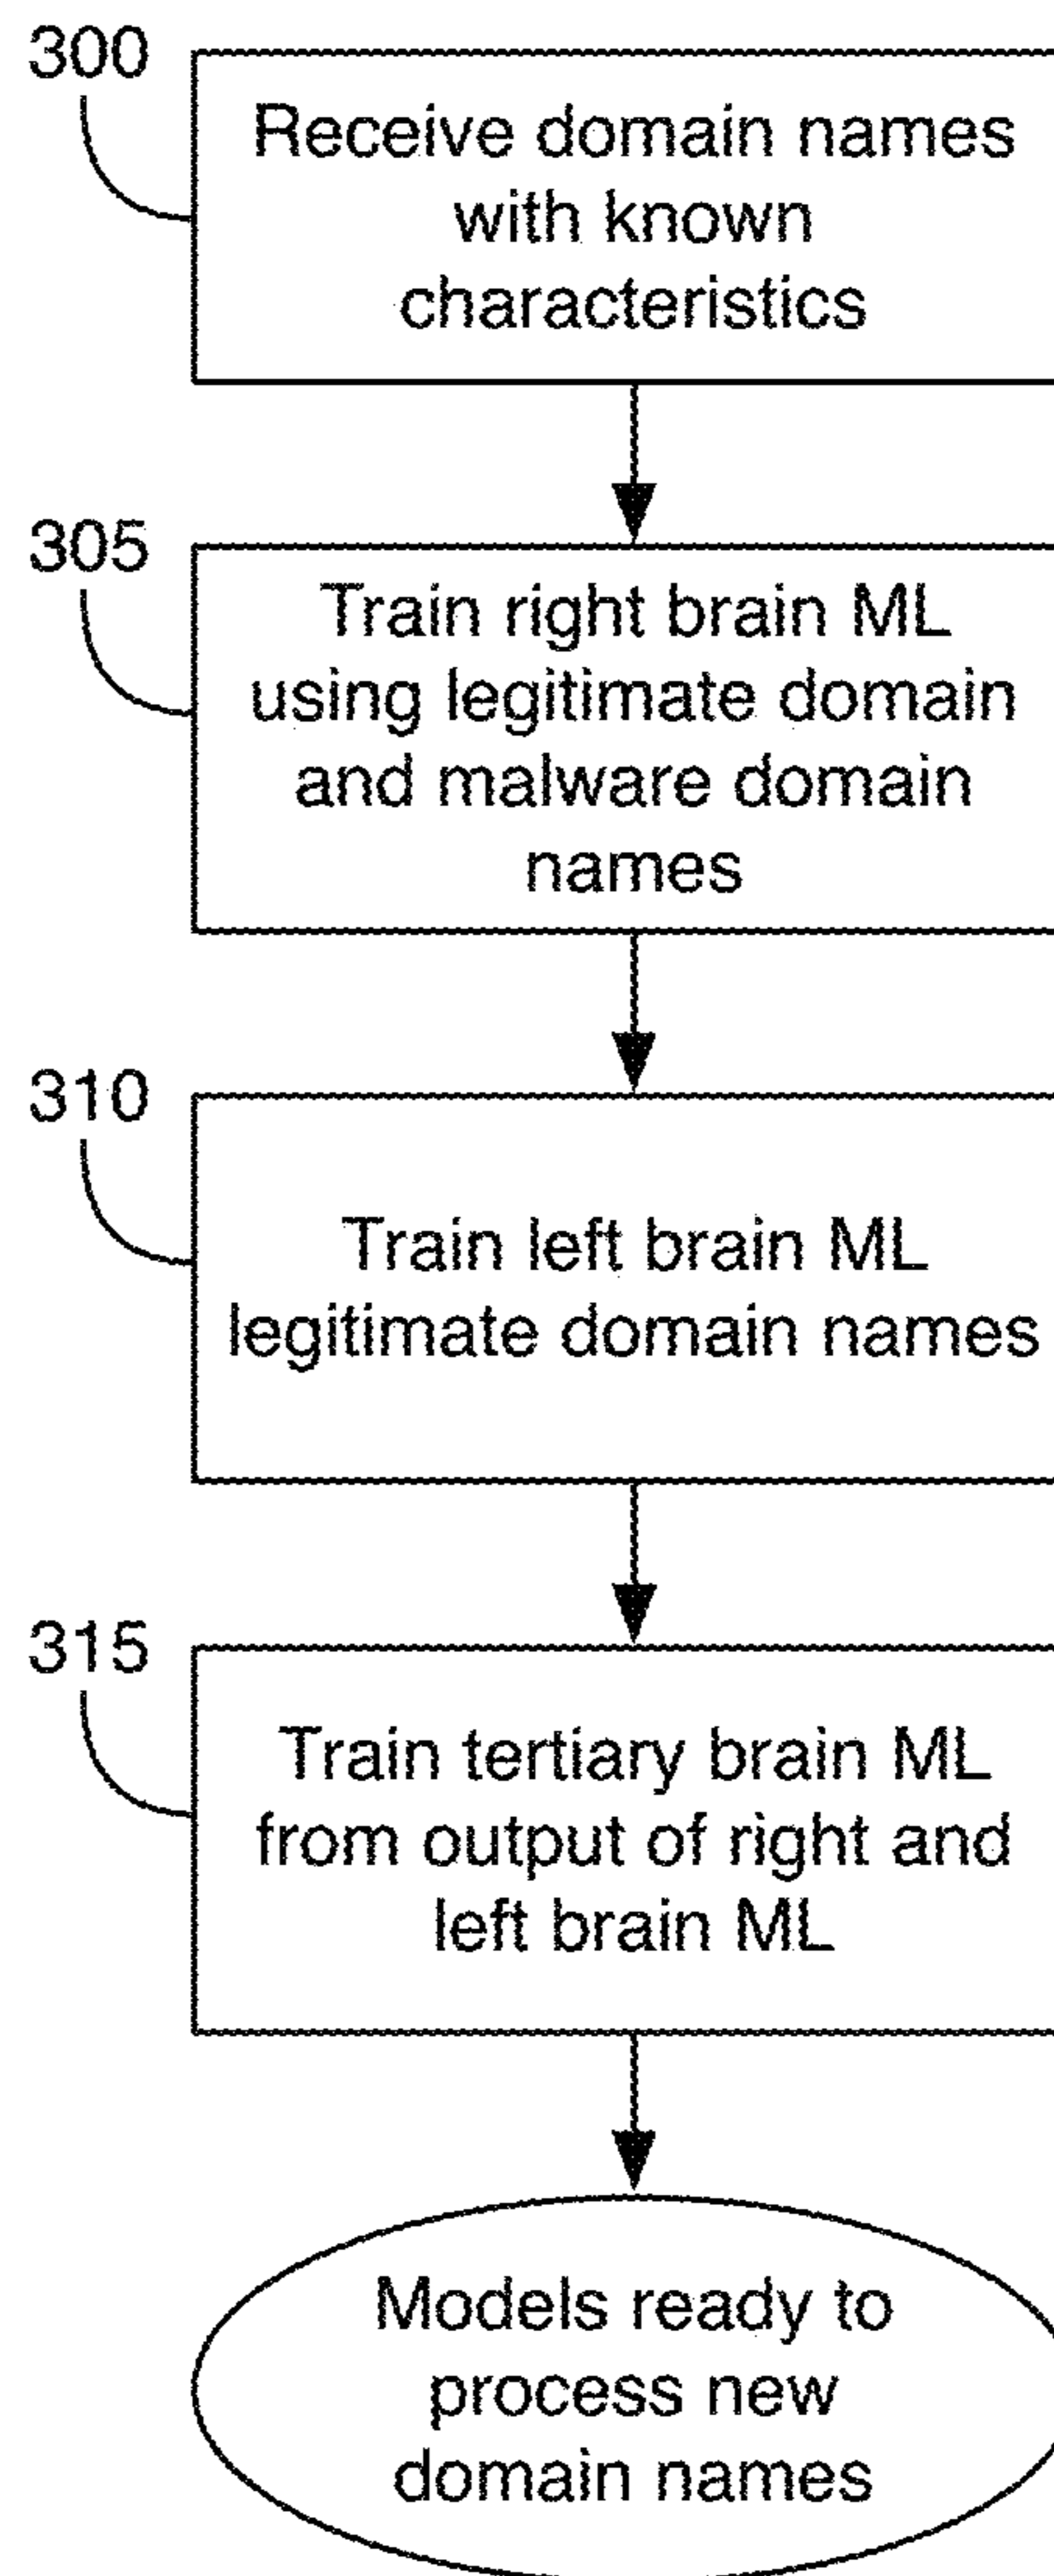 300
Receive domain names
with known
characteristics
305
Train right brain ML
using legitimate domain
and malware domain
names
310
Train left brain ML
legitimate domain names
315
Train tertiary brain ML
from output of right and
left brain ML
Models ready to
process new
domain names